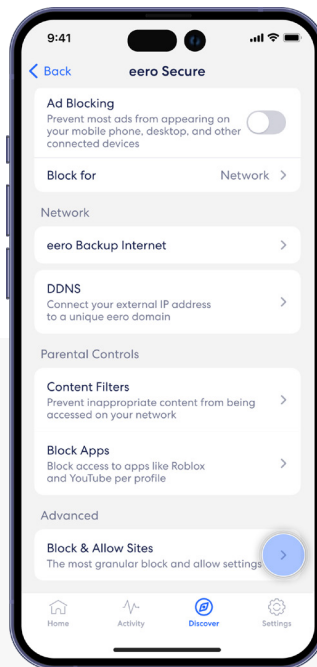 9:41
Back
eero Secure
Ad Blocking
Prevent most ads from appearing on
your mobile phone, desktop, and other
connected devices
Block for
Network
Network
eero Backup Internet
DDNS
Connect your external IP address
to a unique eero domain
Parental Controls
Content Filters
Prevent inappropriate content from being
accessed on your network
Block Apps
Block access to apps like Roblox
and YouTube per profile
Advanced
Block & Allow Sites
The most granular block and allow settings
Home
Activity
Discover
Settings